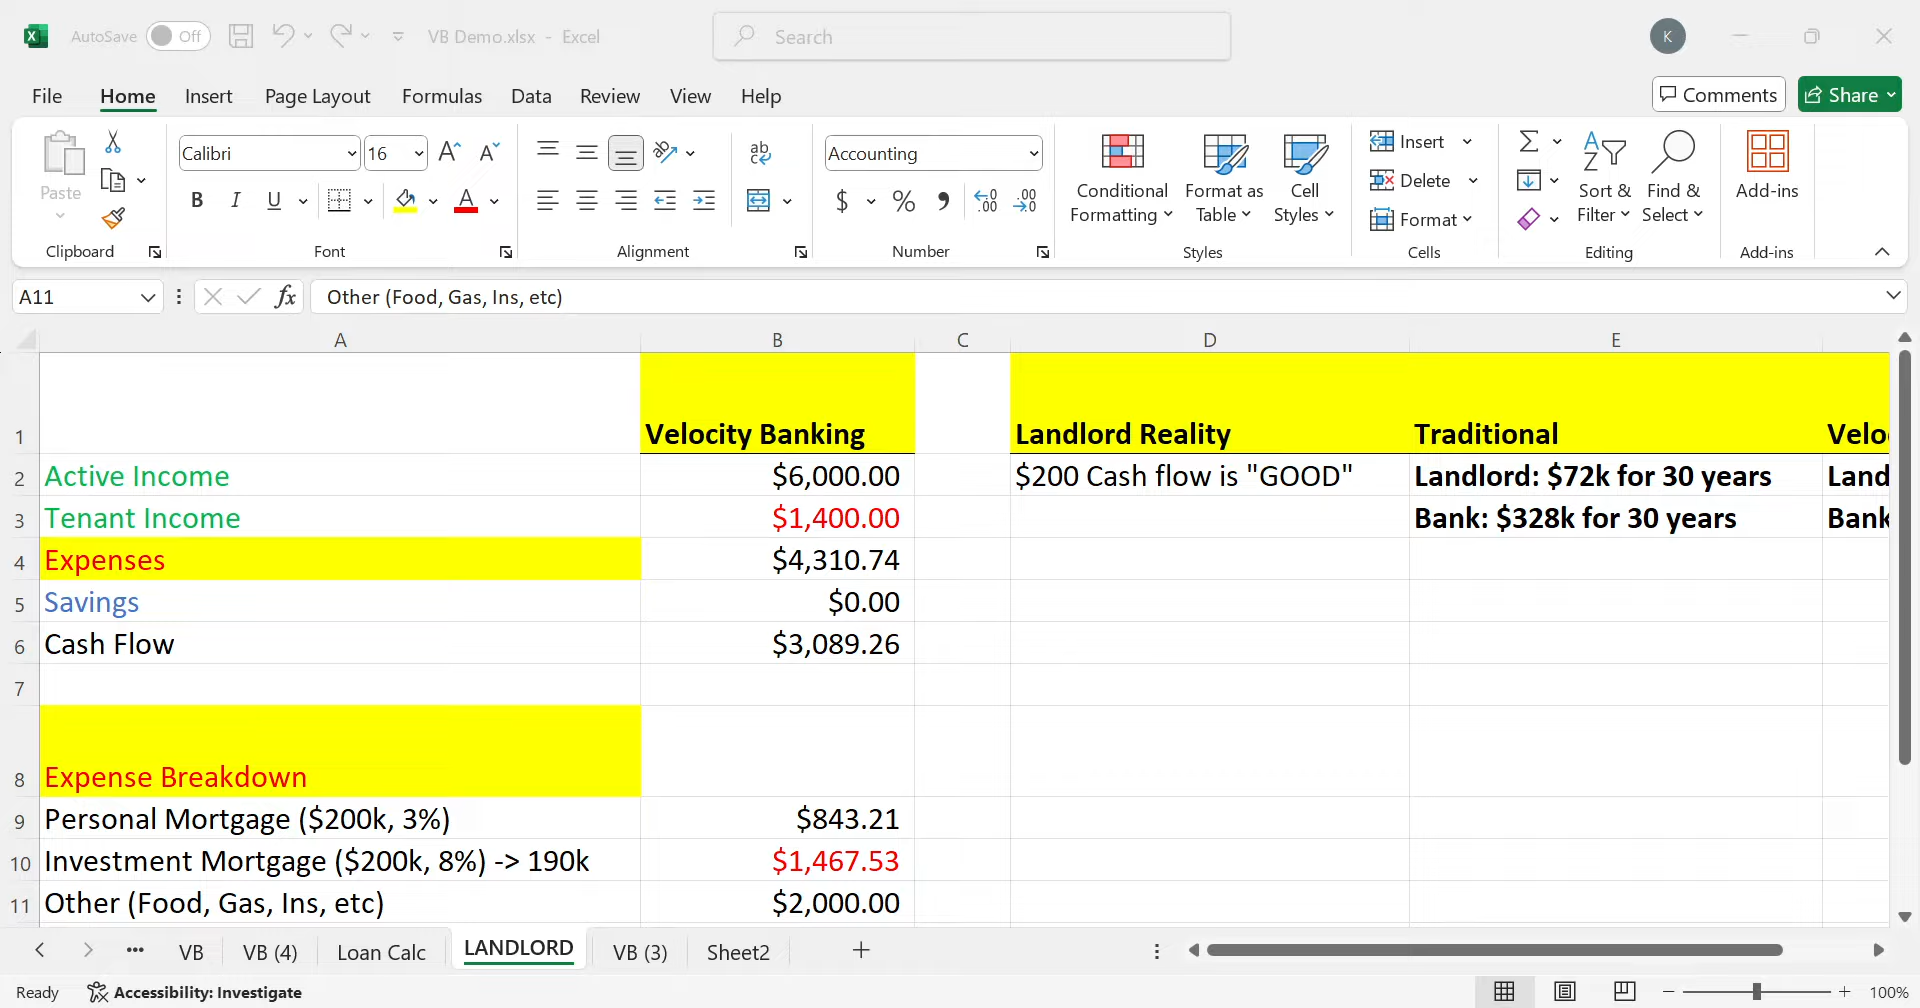 AutoSave Off VB Demo.xlsx - Excel Search K
File Home Insert Page Layout Formulas Data Review View Help Comments Share
Paste Calibri 16 Accounting
B I U
$ % , .00 .00
Conditional Formatting
Format as Table
Cell Styles
Insert
Delete
Format
Sort & Filter
Find & Select
Add-ins
Clipboard Font Alignment Number Styles Cells Editing Add-ins
A11 fx Other (Food, Gas, Ins, etc)
A B C D E
1 Velocity Banking Landlord Reality Traditional Velo
2 Active Income $6,000.00 $200 Cash flow is "GOOD" Landlord: $72k for 30 years Land
3 Tenant Income $1,400.00 Bank: $328k for 30 years Bank
4 Expenses $4,310.74
5 Savings $0.00
6 Cash Flow $3,089.26
7
8 Expense Breakdown
9 Personal Mortgage ($200k, 3%) $843.21
10 Investment Mortgage ($200k, 8%) -> 190k $1,467.53
11 Other (Food, Gas, Ins, etc) $2,000.00
VB VB (4) Loan Calc LANDLORD VB (3) Sheet2
Ready Accessibility: Investigate 100%